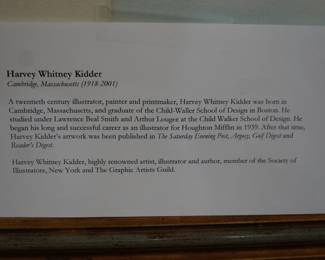 Harvey Whitney Kidder
Cambridge, Massachusetts (1918-2001)
A twentieth century illustrator, painter and printmaker, Harvey Whitney Kidder was born in
Cambridge, Massachusetts, and graduate of the Child-Waller School of Design in Boston. He
studied under Lawrence Beal Smith and Arthur Lougee at the Child Walker School of Design. He
began his long and successful career as an illustrator for Houghton Mifflin in 1939. After that time,
Harvey Kidder's artwork was been published in The Saturday Evening Post, Argosy, Golf Digest and
Reader's Digest.
Harvey Whitney Kidder, highly renowned artist, illustrator and author, member of the Society of
Illustrators, New York and The Graphic Artists Guild.